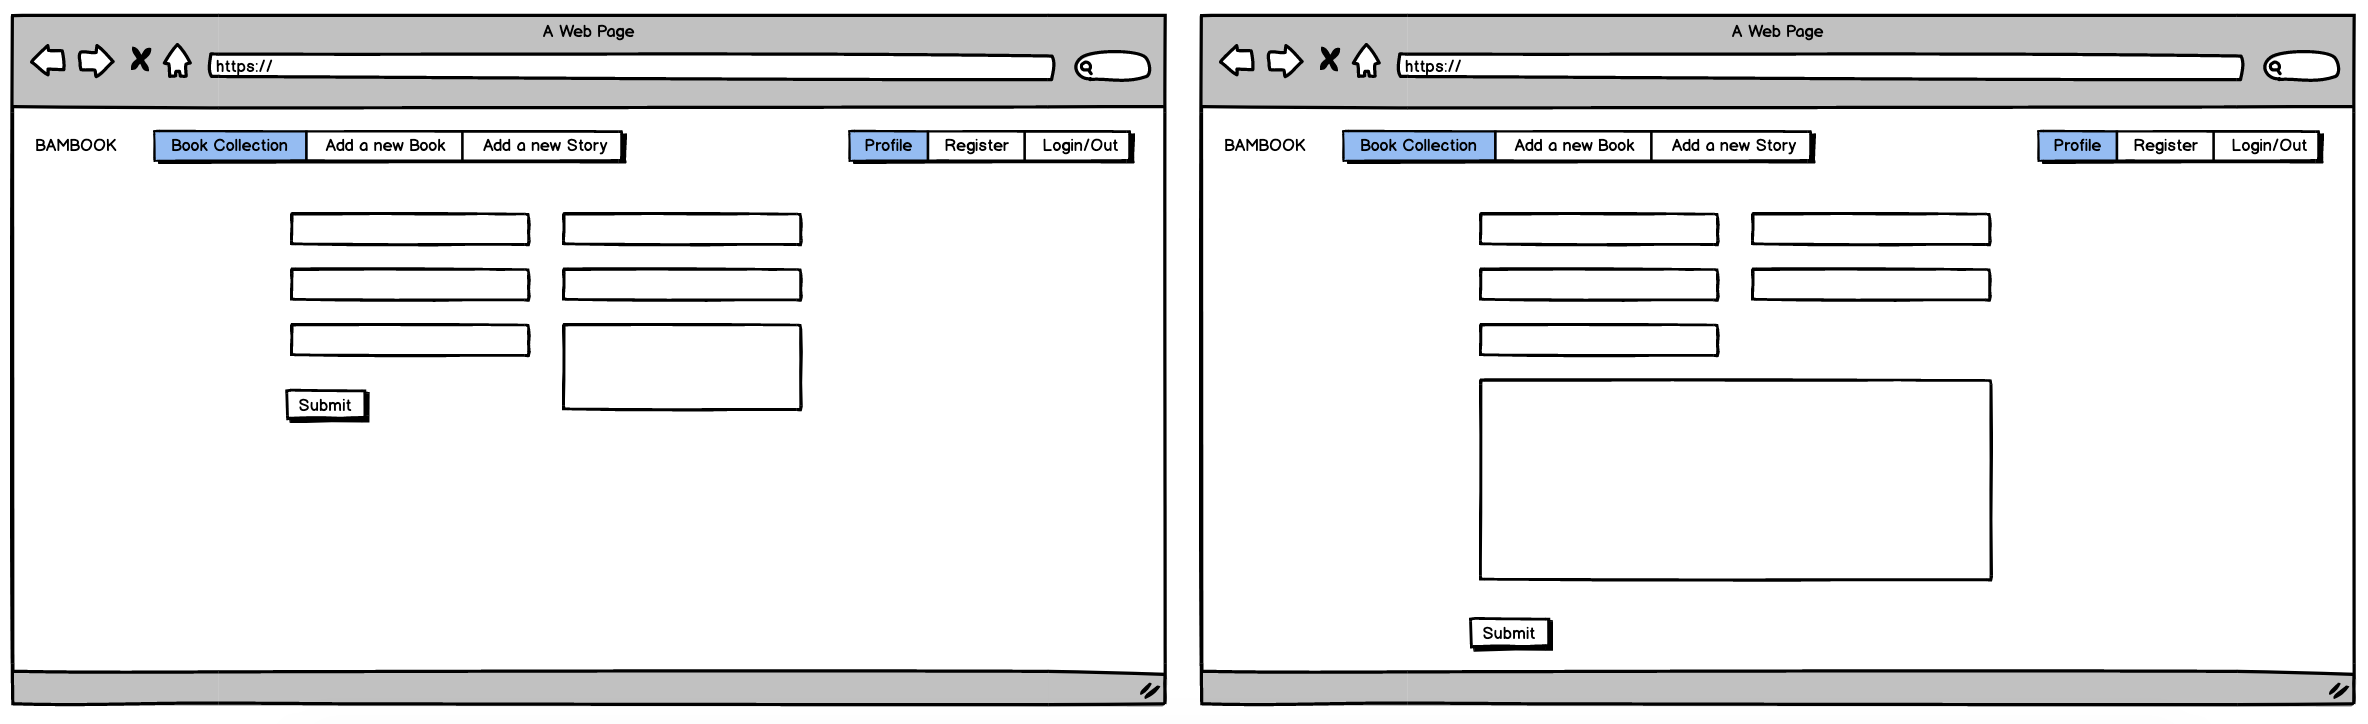 A Web Page
https://
BAMBOOK
Book Collection
Add a new Book
Add a new Story
Profile
Register
Login/Out
Submit
A Web Page
https://
BAMBOOK
Book Collection
Add a new Book
Add a new Story
Profile
Register
Login/Out
Submit